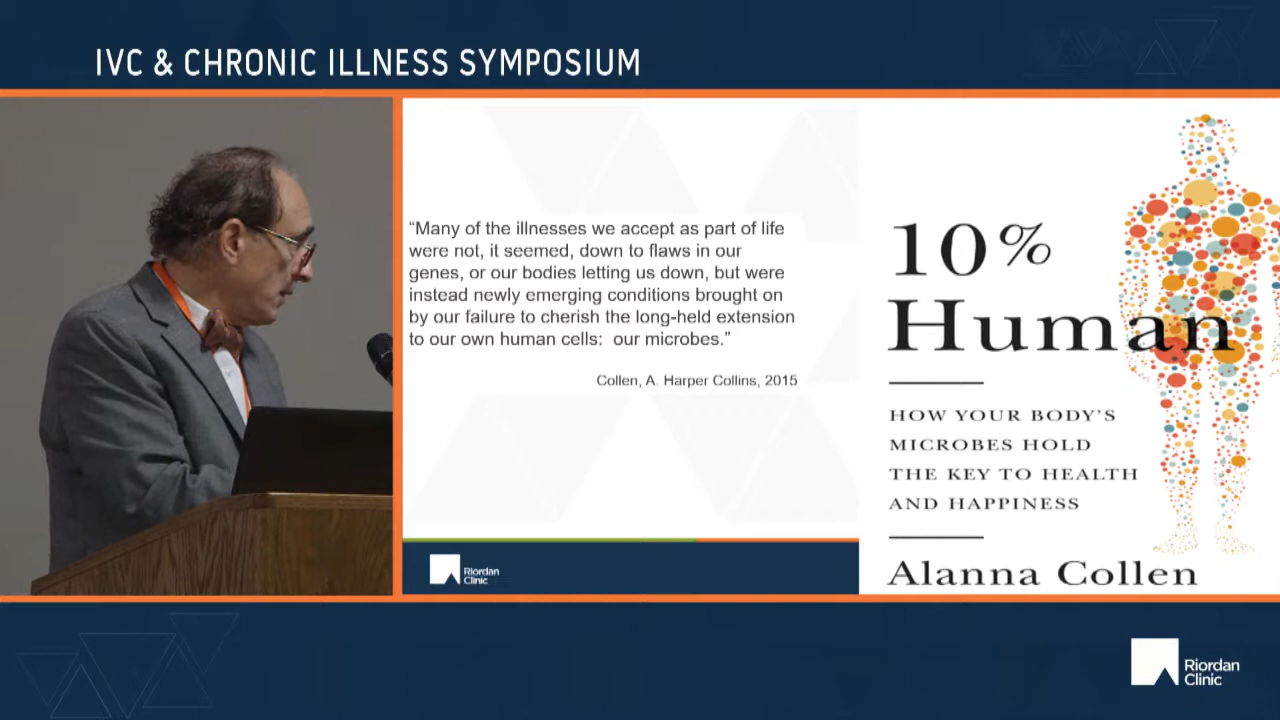 IVC & CHRONIC ILLNESS SYMPOSIUM
“Many of the illnesses we accept as part of life
were not, it seemed, down to flaws in our
genes, or our bodies letting us down, but were
instead newly emerging conditions brought on
by our failure to cherish the long-held extension
to our own human cells:  our microbes.”
Collen, A. Harper Collins, 2015
Riordan
Clinic
10%
Human
HOW YOUR BODY’S
MICROBES HOLD
THE KEY TO HEALTH
AND HAPPINESS
Alanna Collen
Riordan
Clinic